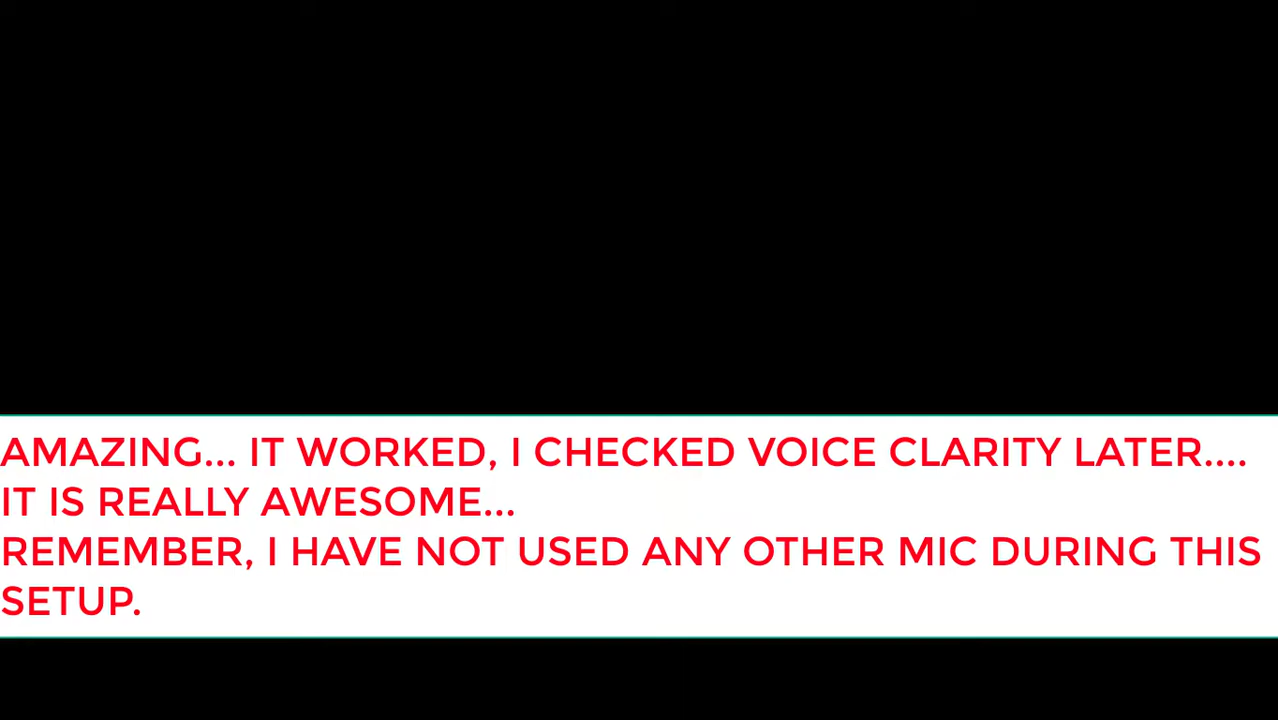 AMAZING... IT WORKED, I CHECKED VOICE CLARITY LATER....
IT IS REALLY AWESOME...
REMEMBER, I HAVE NOT USED ANY OTHER MIC DURING THIS
SETUP.